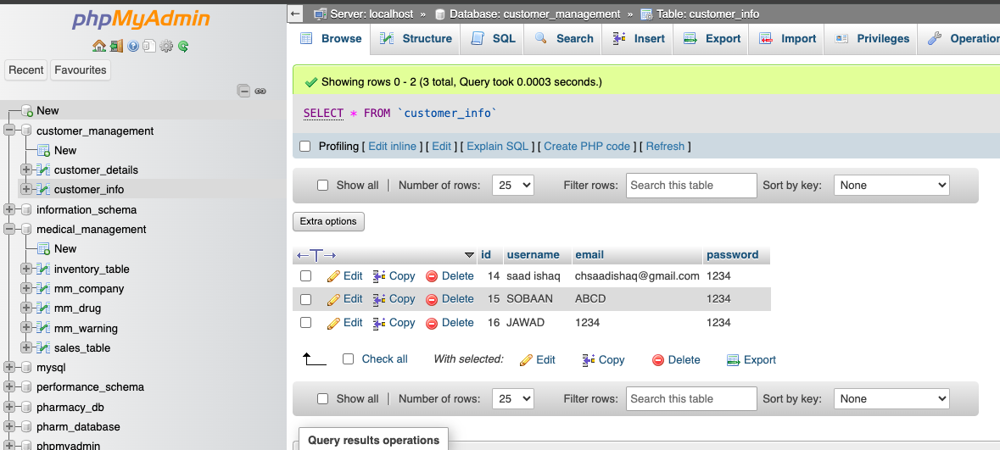 phpMyAdmin
Recent Favourites
New
customer_management
New
customer_details
customer_info
information_schema
medical_management
New
inventory_table
mm_company
mm_drug
mm_warning
sales_table
mysql
performance_schema
pharmacy_db
pharm_database
phpmyadmin
Server: localhost » Database: customer_management » Table: customer_info
Browse Structure SQL Search Insert Export Import Privileges Operation
Showing rows 0 - 2 (3 total, Query took 0.0003 seconds.)
SELECT * FROM `customer_info`
Profiling [ Edit inline ] [ Edit ] [ Explain SQL ] [ Create PHP code ] [ Refresh ]
Show all | Number of rows: 25 Filter rows: Search this table Sort by key: None
Extra options
←T→ id username email password
Edit Copy Delete 14 saad ishaq chsaadishaq@gmail.com 1234
Edit Copy Delete 15 SOBAAN ABCD 1234
Edit Copy Delete 16 JAWAD 1234 1234
Check all With selected: Edit Copy Delete Export
Show all | Number of rows: 25 Filter rows: Search this table Sort by key: None
Query results operations